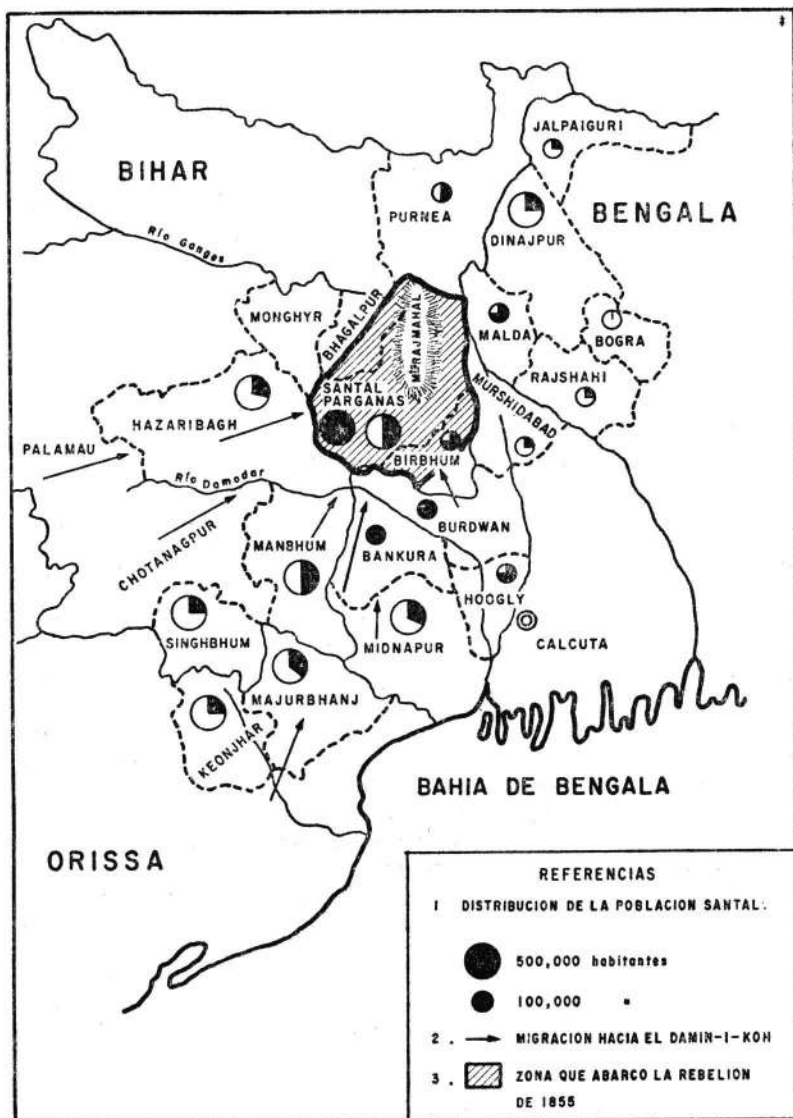 JALPAIGURI
BIHAR
PURNEA
BENGALA
DINAJPUR
Río Ganges
MONGHYR
BHAGALPUR
MT.RAJMAHAL
MALDA
BOGRA
RAJSHAHI
MURSHIDABAD
SANTAL
PARGANAS
HAZARIBAGH
PALAMAU
BIRBHUM
Río Damodar
BURDWAN
CHOTANAGPUR
MANBHUM
BANKURA
HOOGLY
SINGHBHUM
MIDNAPUR
CALCUTA
MAJURBHANJ
KEONJHAR
BAHIA DE BENGALA
ORISSA
REFERENCIAS
1 DISTRIBUCION DE LA POBLACION SANTAL.
500,000 habitantes
100,000 "
2. MIGRACION HACIA EL DAMIN-I-KOH
3. ZONA QUE ABARCO LA REBELION
DE 1855